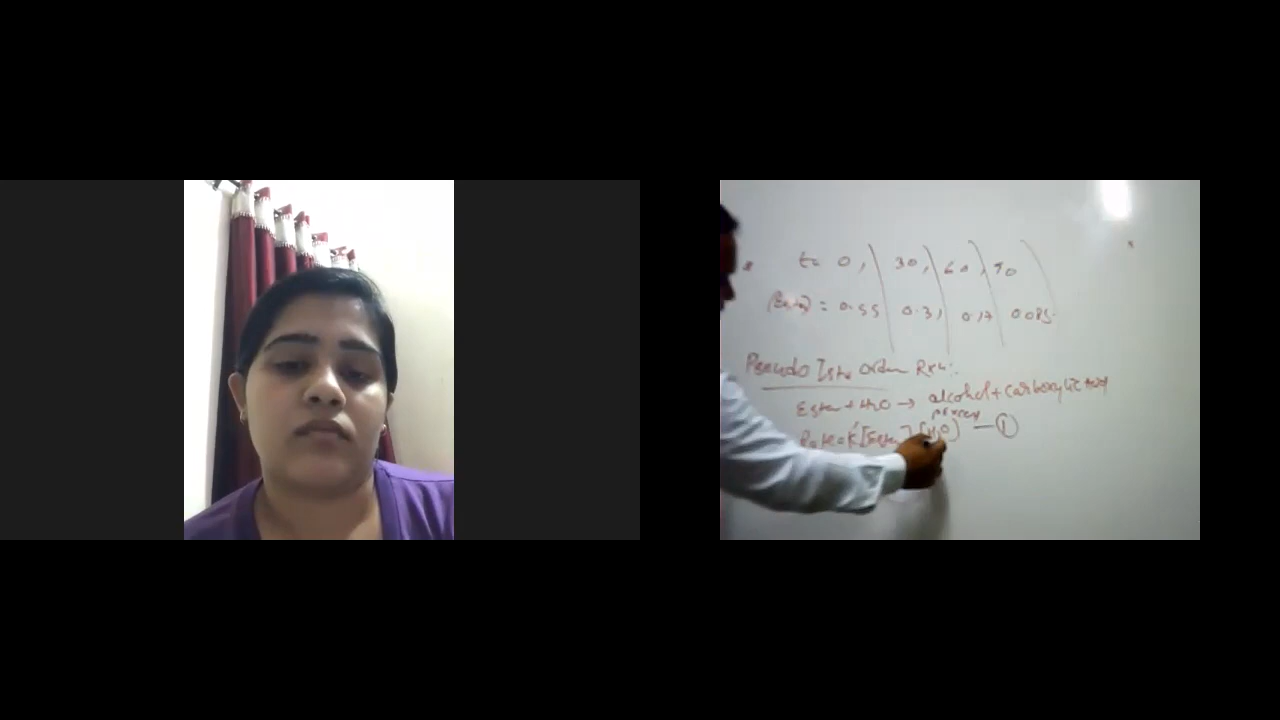 t = 0, 30, 60, 90
= 0.55 0.31 0.17 0.085
Pseudo Ist Order Rxn:
Ester + H2O → alcohol + carboxylic acid
excess
Rate = K' [Ester] [H2O] — ①